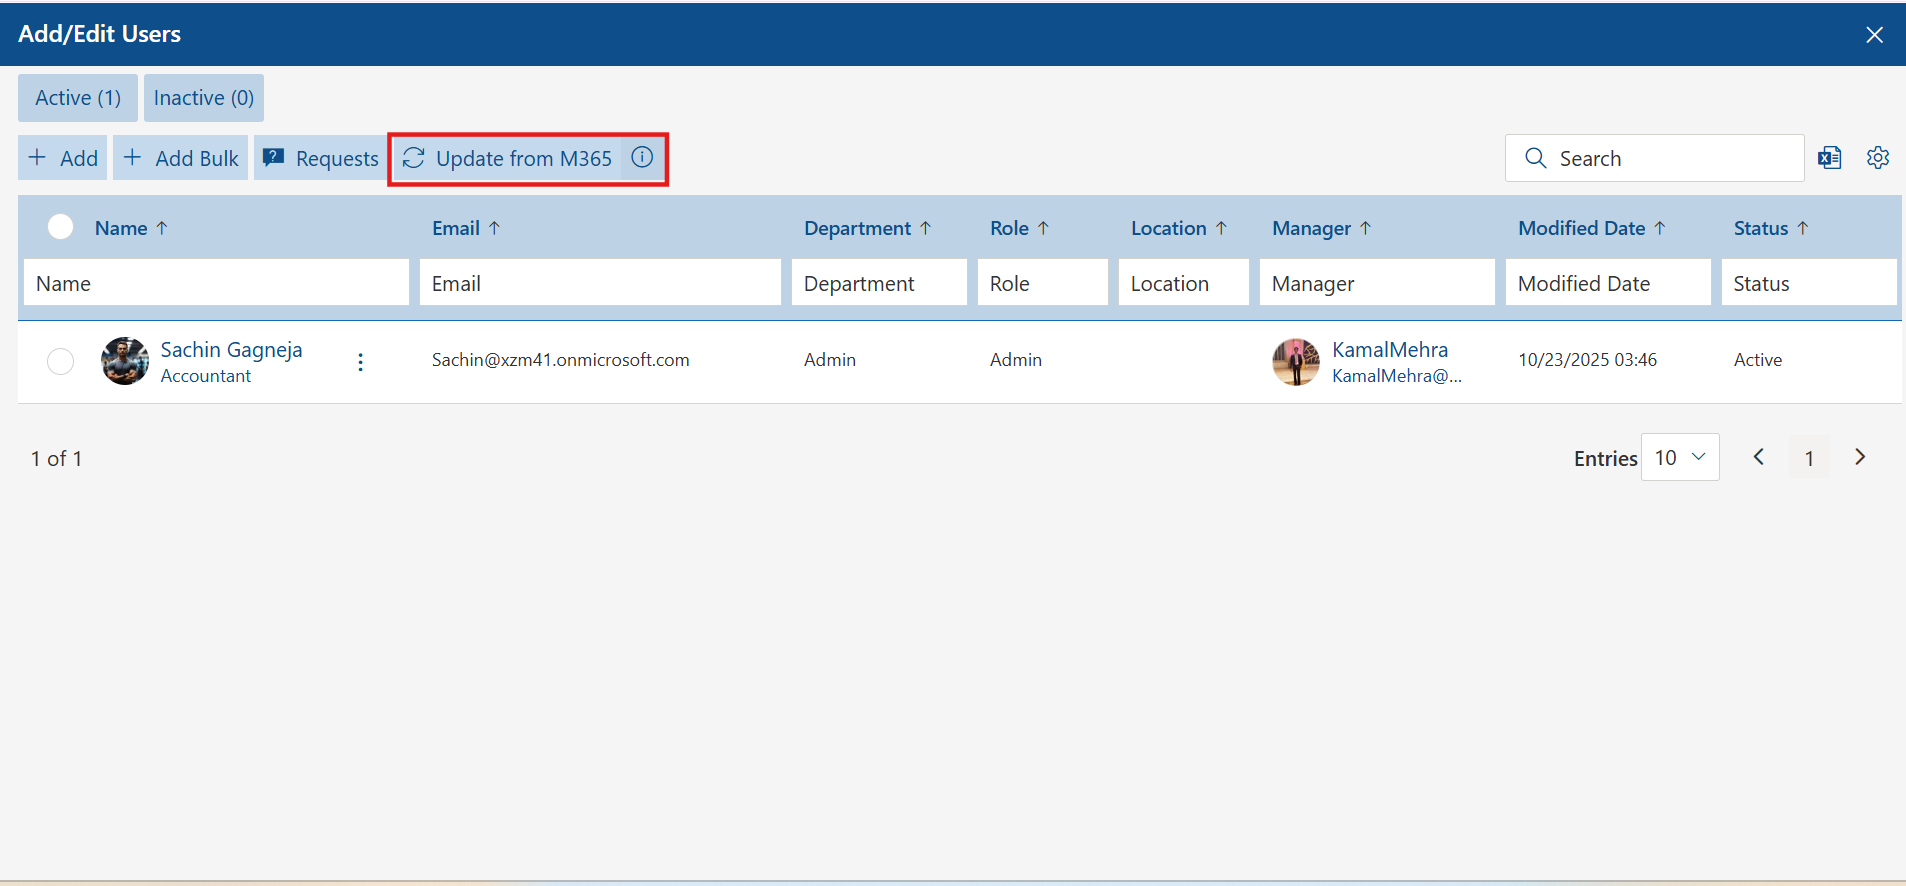 Add/Edit Users
Active (1) Inactive (0)
Add Add Bulk Requests Update from M365 Search
Name Email Department Role Location Manager Modified Date Status
Name Email Department Role Location Manager Modified Date Status
Sachin Gagneja Sachin@xzm41.onmicrosoft.com Admin Admin KamalMehra 10/23/2025 03:46 Active
Accountant KamalMehra@...
1 of 1 Entries 10 1